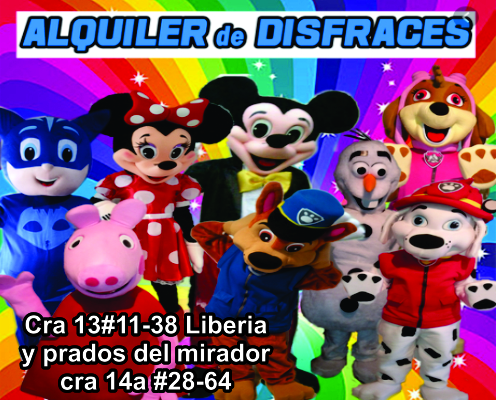 ALQUILER de DISFRACES
Cra 13#11-38 Liberia
y prados del mirador
cra 14a #28-64